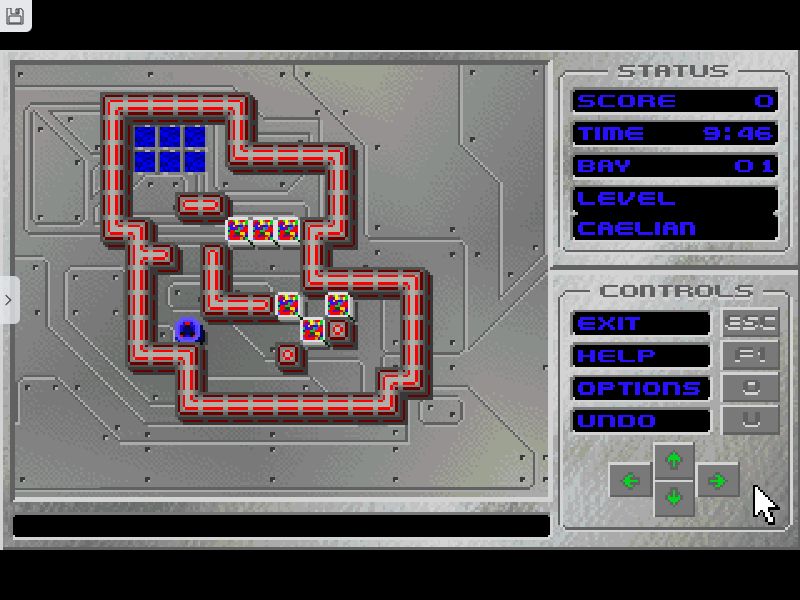 STATUS
SCORE 0
TIME 9:46
BAY 01
LEVEL
CAELIAN
CONTROLS
EXIT ESC
HELP F1
OPTIONS O
UNDO U